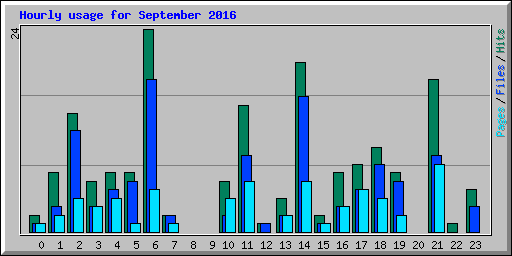 Hourly usage for September 2016
24
Pages / Files / Hits
0 1 2 3 4 5 6 7 8 9 10 11 12 13 14 15 16 17 18 19 20 21 22 23